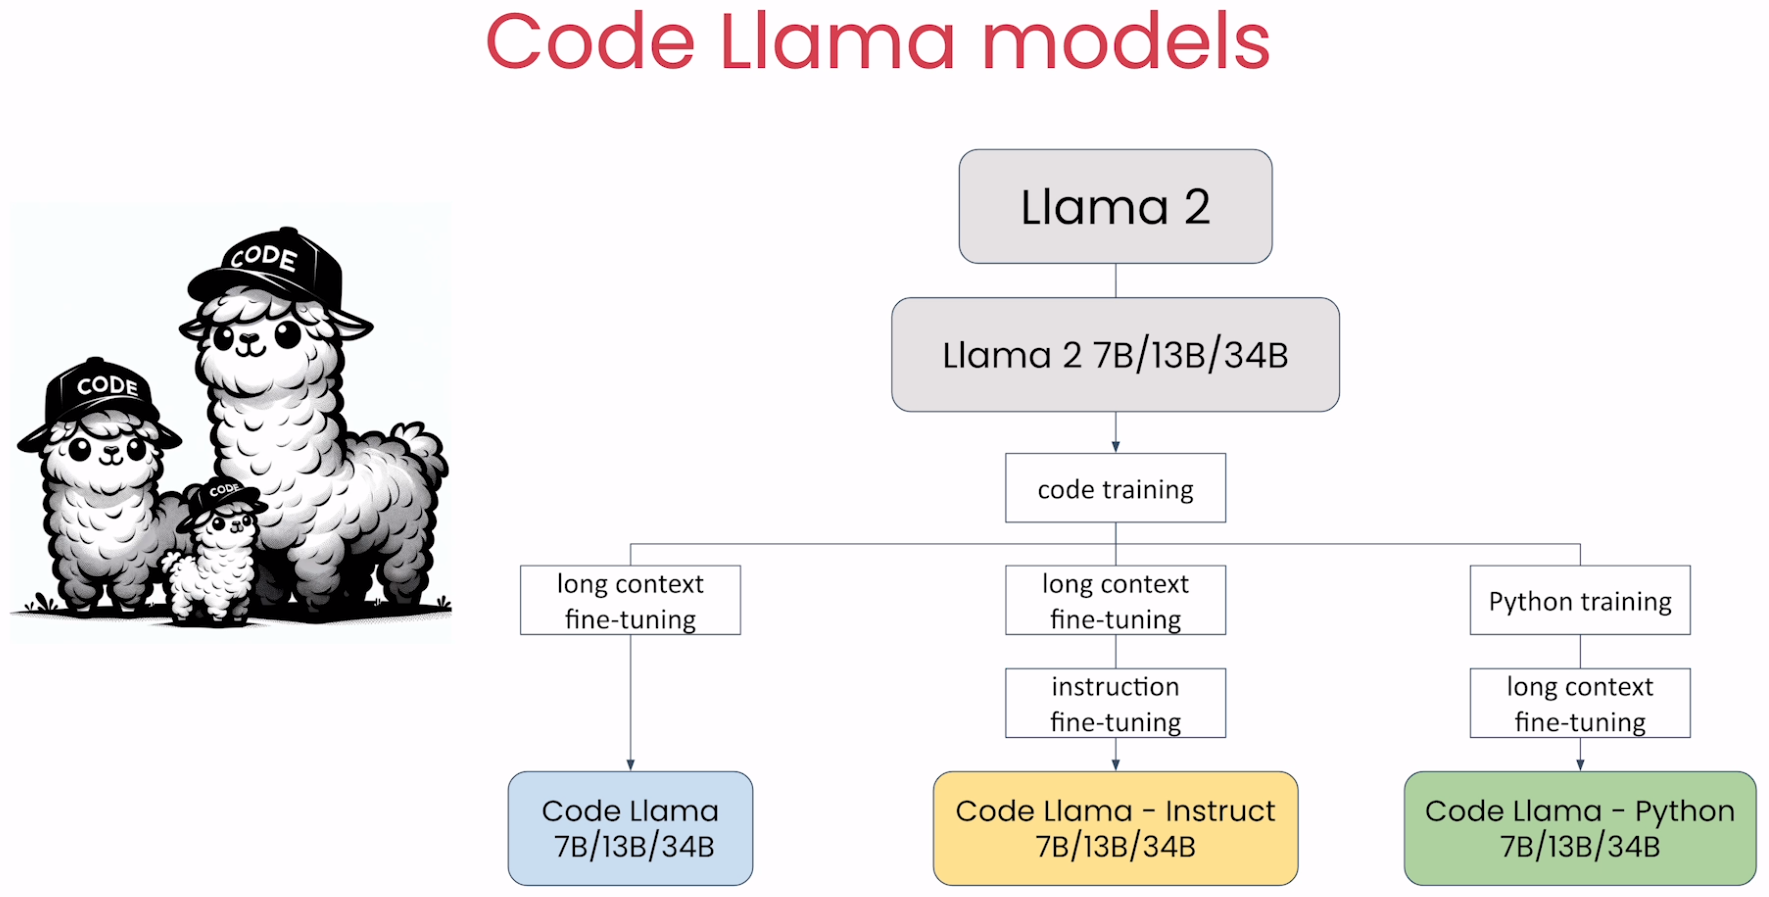 Code Llama models
Llama 2
Llama 2 7B/13B/34B
code training
long context
fine-tuning
long context
fine-tuning
Python training
instruction
fine-tuning
long context
fine-tuning
Code Llama
7B/13B/34B
Code Llama - Instruct
7B/13B/34B
Code Llama - Python
7B/13B/34B
CODE
CODE
CODE